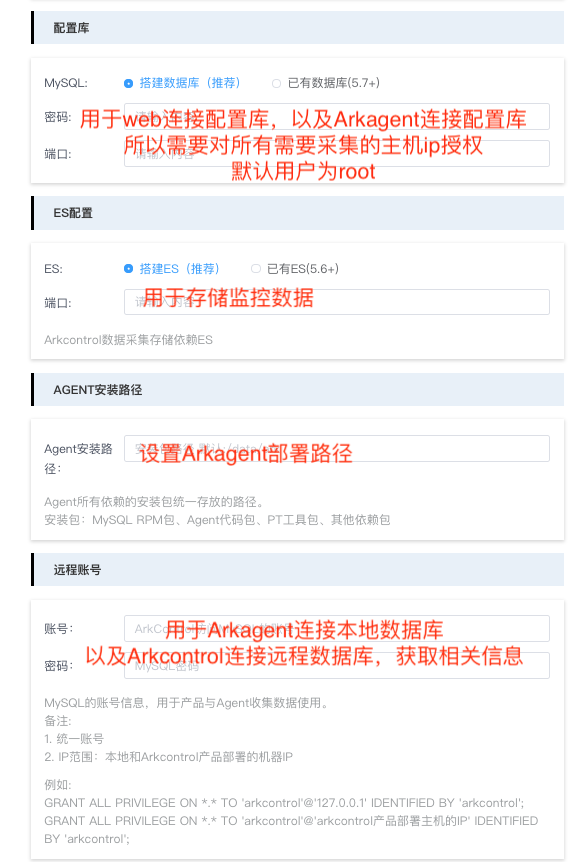 配置库
MySQL: 搭建数据库（推荐） 已有数据库(5.7+)
密码:
用于web连接配置库，以及Arkagent连接配置库
所以需要对所有需要采集的主机ip授权
端口: 请输入内容
默认用户为root
ES配置
ES: 搭建ES（推荐） 已有ES(5.6+)
端口: 请输入内容
用于存储监控数据
Arkcontrol数据采集存储依赖ES
AGENT安装路径
Agent安装路
径:
设置Arkagent部署路径
Agent所有依赖的安装包统一存放的路径。
安装包：MySQL RPM包、Agent代码包、PT工具包、其他依赖包
远程账号
账号:
用于Arkagent连接本地数据库
以及Arkcontrol连接远程数据库，获取相关信息
密码: MySQL密码
MySQL的账号信息，用于产品与Agent收集数据使用。
备注:
1. 统一账号
2. IP范围：本地和Arkcontrol产品部署的机器IP
例如:
GRANT ALL PRIVILEGE ON *.* TO 'arkcontrol'@'127.0.0.1' IDENTIFIED BY 'arkcontrol';
GRANT ALL PRIVILEGE ON *.* TO 'arkcontrol'@'arkcontrol产品部署主机的IP' IDENTIFIED
BY 'arkcontrol';